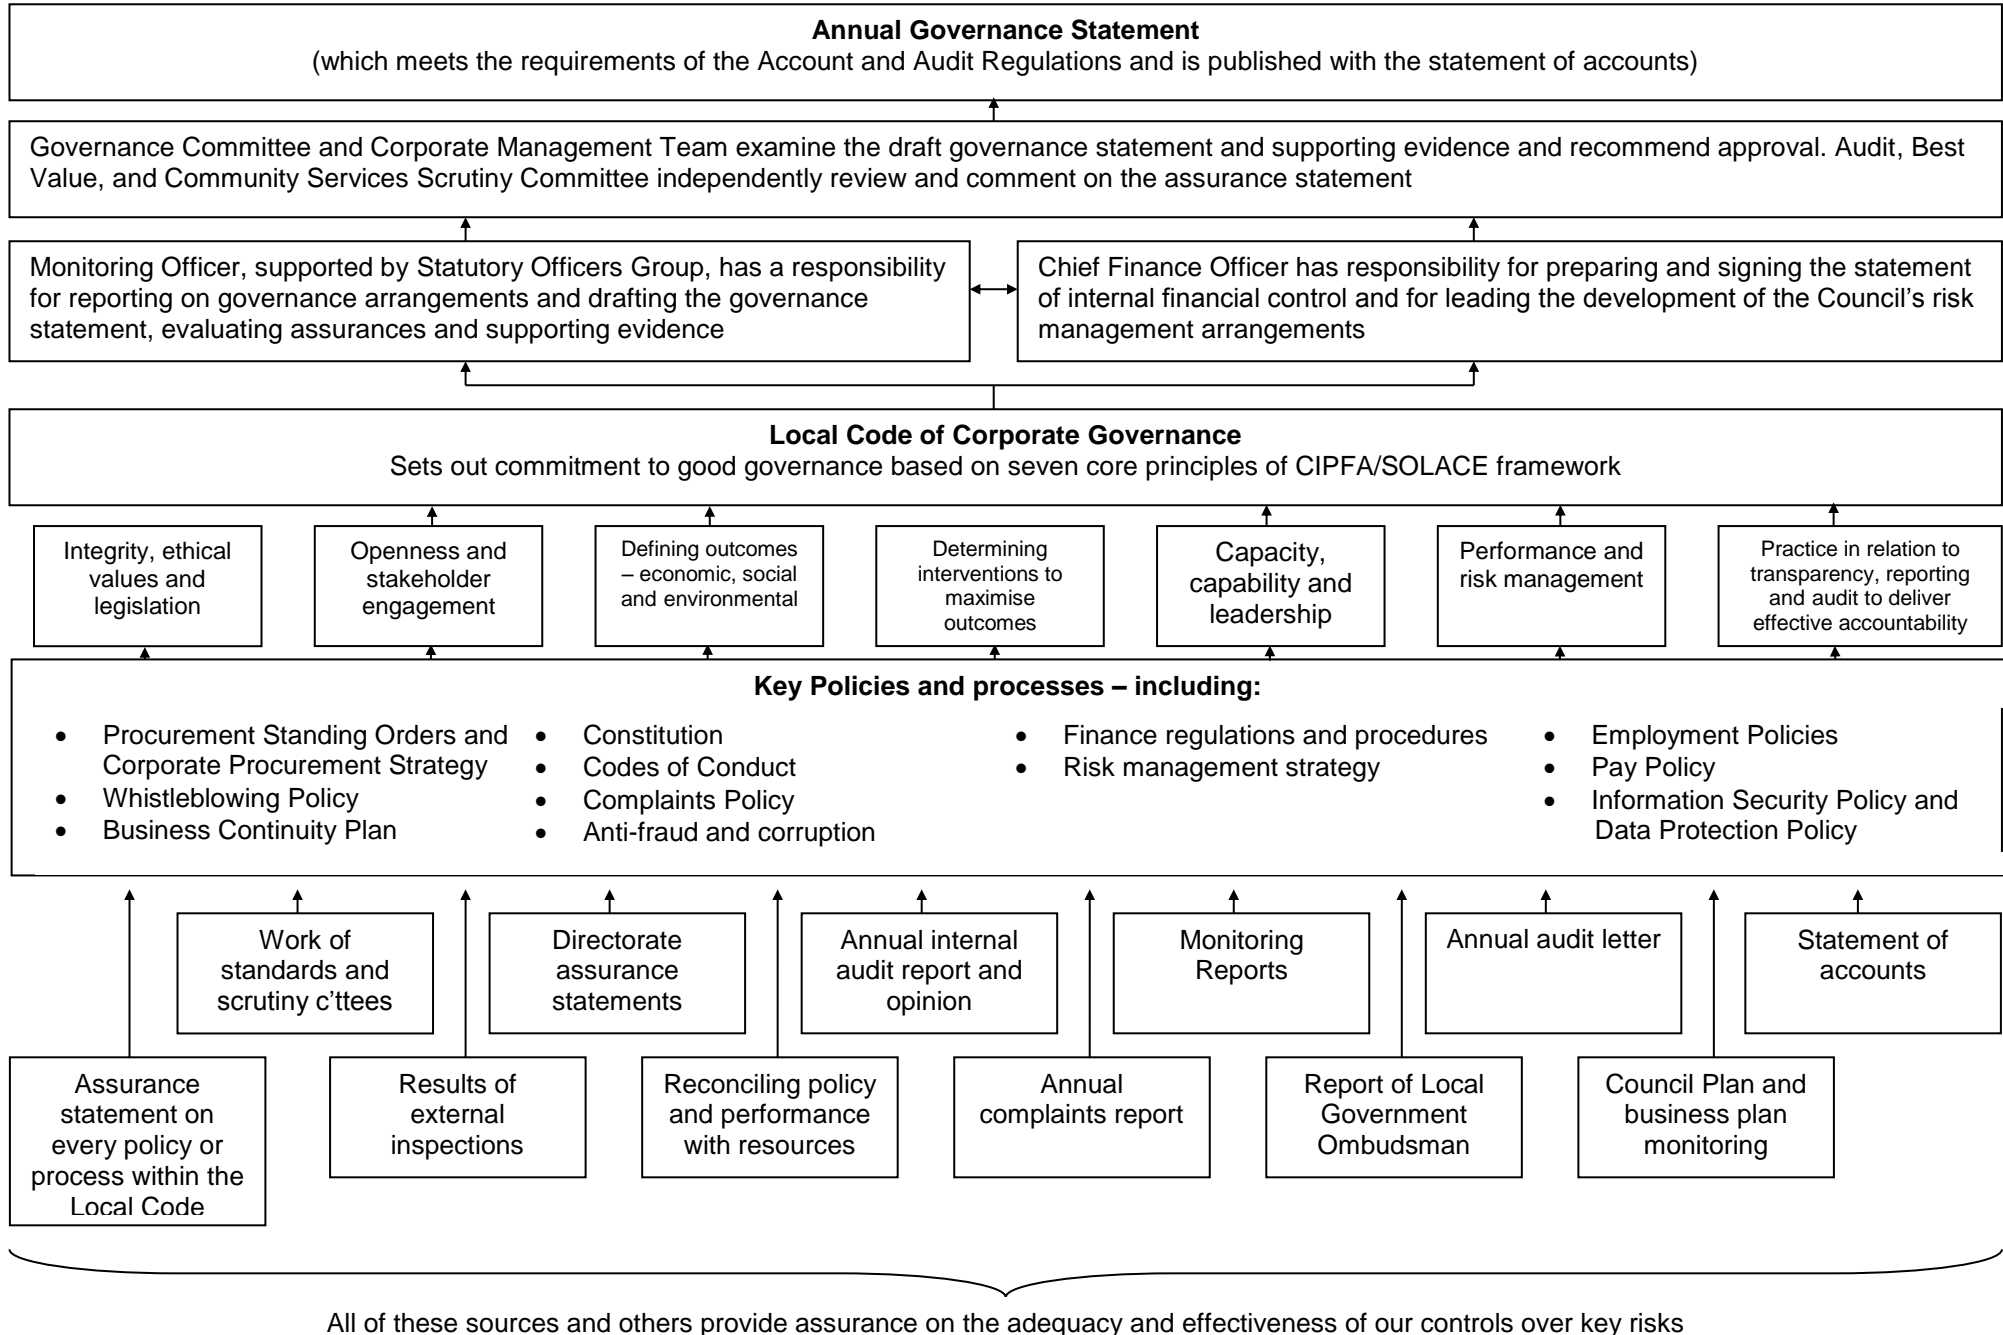 Annual Governance Statement
(which meets the requirements of the Account and Audit Regulations and is published with the statement of accounts)
Governance Committee and Corporate Management Team examine the draft governance statement and supporting evidence and recommend approval. Audit, Best
Value, and Community Services Scrutiny Committee independently review and comment on the assurance statement
Monitoring Officer, supported by Statutory Officers Group, has a responsibility
for reporting on governance arrangements and drafting the governance
statement, evaluating assurances and supporting evidence
Chief Finance Officer has responsibility for preparing and signing the statement
of internal financial control and for leading the development of the Council’s risk
management arrangements
Local Code of Corporate Governance
Sets out commitment to good governance based on seven core principles of CIPFA/SOLACE framework
Integrity, ethical
values and
legislation
Openness and
stakeholder
engagement
Defining outcomes
– economic, social
and environmental
Determining
interventions to
maximise
outcomes
Capacity,
capability and
leadership
Performance and
risk management
Practice in relation to
transparency, reporting
and audit to deliver
effective accountability
Key Policies and processes – including:
• Procurement Standing Orders and
Corporate Procurement Strategy
• Whistleblowing Policy
• Business Continuity Plan
• Constitution
• Codes of Conduct
• Complaints Policy
• Anti-fraud and corruption
• Finance regulations and procedures
• Risk management strategy
• Employment Policies
• Pay Policy
• Information Security Policy and
Data Protection Policy
Work of
standards and
scrutiny c’ttees
Directorate
assurance
statements
Annual internal
audit report and
opinion
Monitoring
Reports
Annual audit letter
Statement of
accounts
Assurance
statement on
every policy or
process within the
Local Code
Results of
external
inspections
Reconciling policy
and performance
with resources
Annual
complaints report
Report of Local
Government
Ombudsman
Council Plan and
business plan
monitoring
All of these sources and others provide assurance on the adequacy and effectiveness of our controls over key risks